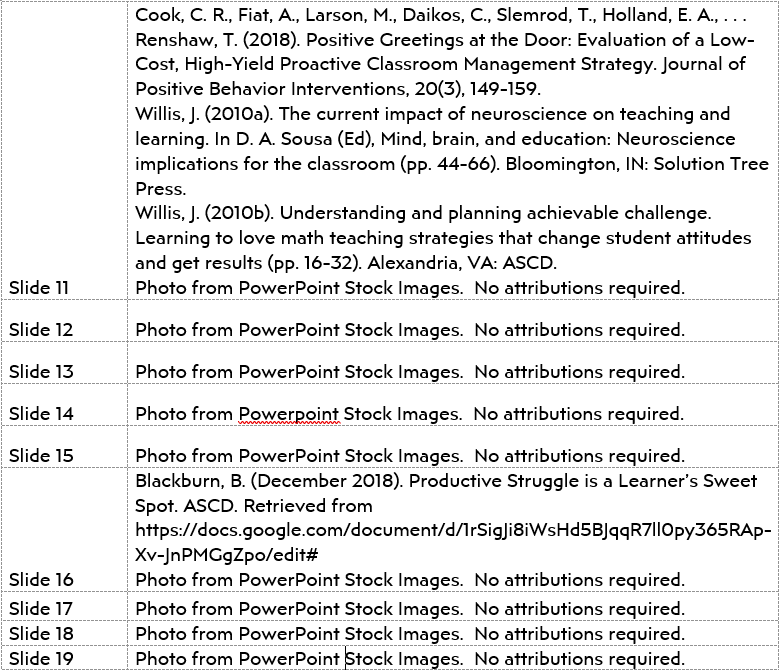 Cook, C. R., Fiat, A., Larson, M., Daikos, C., Slemrod, T., Holland, E. A., . . .
Renshaw, T. (2018). Positive Greetings at the Door: Evaluation of a Low-
Cost, High-Yield Proactive Classroom Management Strategy. Journal of
Positive Behavior Interventions, 20(3), 149-159.
Willis, J. (2010a). The current impact of neuroscience on teaching and
learning. In D. A. Sousa (Ed), Mind, brain, and education: Neuroscience
implications for the classroom (pp. 44-66). Bloomington, IN: Solution Tree
Press.
Willis, J. (2010b). Understanding and planning achievable challenge.
Learning to love math teaching strategies that change student attitudes
and get results (pp. 16-32). Alexandria, VA: ASCD.
Slide 11 Photo from PowerPoint Stock Images.  No attributions required.
Slide 12 Photo from PowerPoint Stock Images.  No attributions required.
Slide 13 Photo from PowerPoint Stock Images.  No attributions required.
Slide 14 Photo from Powerpoint Stock Images.  No attributions required.
Slide 15 Photo from PowerPoint Stock Images.  No attributions required.
Blackburn, B. (December 2018). Productive Struggle is a Learner's Sweet
Spot. ASCD. Retrieved from
https://docs.google.com/document/d/1rSigJi8iWsHd5BJqqR7ll0py365RAp-
Xv-JnPMGgZpo/edit#
Slide 16 Photo from PowerPoint Stock Images.  No attributions required.
Slide 17 Photo from PowerPoint Stock Images.  No attributions required.
Slide 18 Photo from PowerPoint Stock Images.  No attributions required.
Slide 19 Photo from PowerPoint Stock Images.  No attributions required.